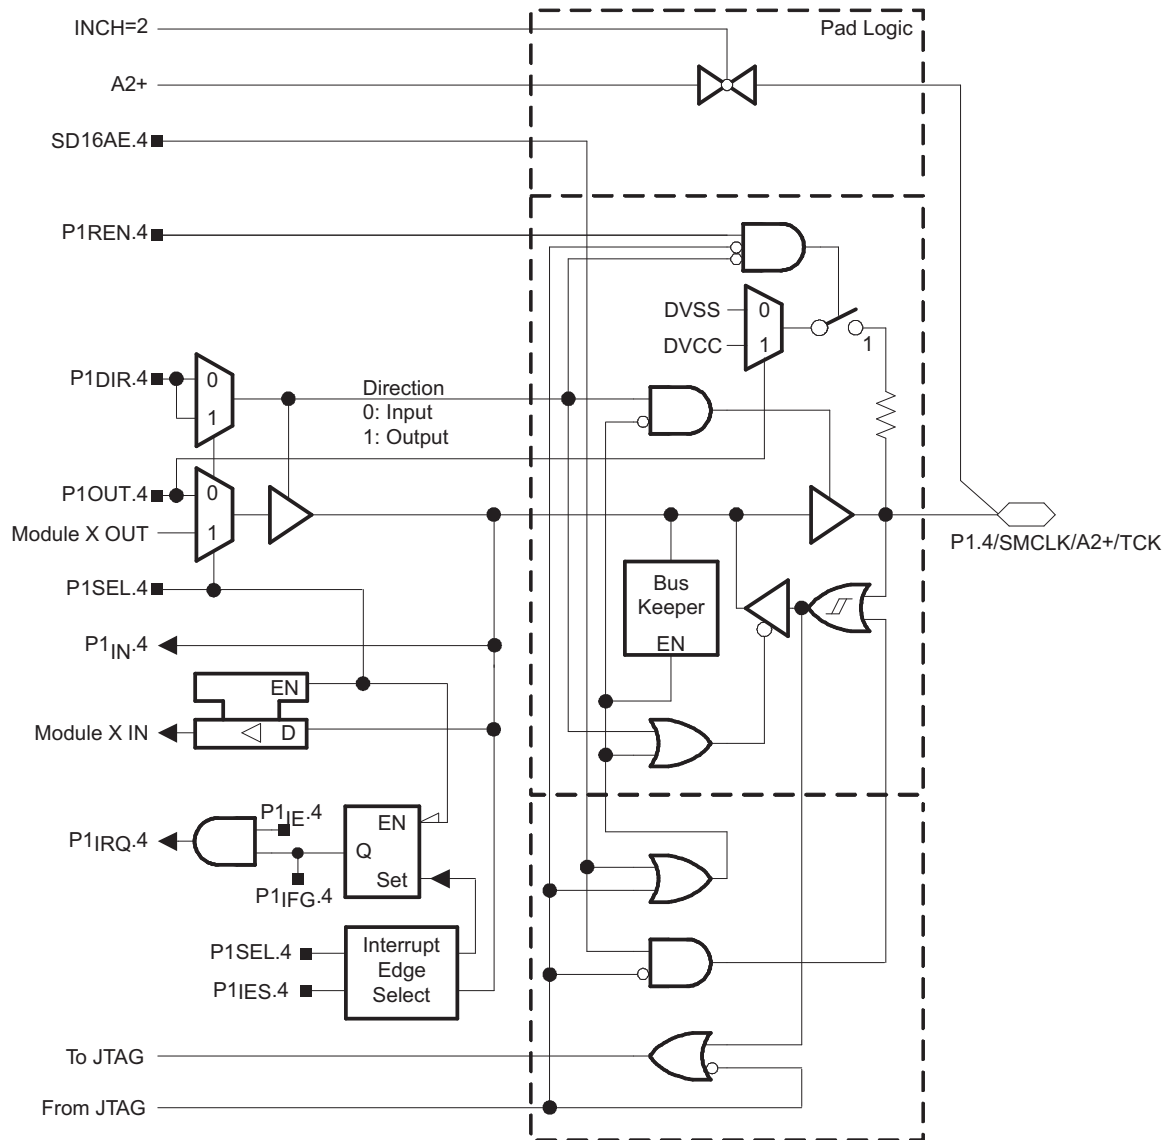 INCH=2
Pad Logic
A2+
SD16AE.4
P1REN.4
DVSS
0
DVCC
1
1
P1DIR.4
0
1
Direction
0: Input
1: Output
P1OUT.4
0
Module X OUT
1
P1.4/SMCLK/A2+/TCK
P1SEL.4
Bus
Keeper
EN
P1IN.4
EN
Module X IN
D
P1IE.4
EN
P1IRQ.4
Q
Set
P1IFG.4
P1SEL.4
Interrupt
Edge
Select
P1IES.4
To JTAG
From JTAG